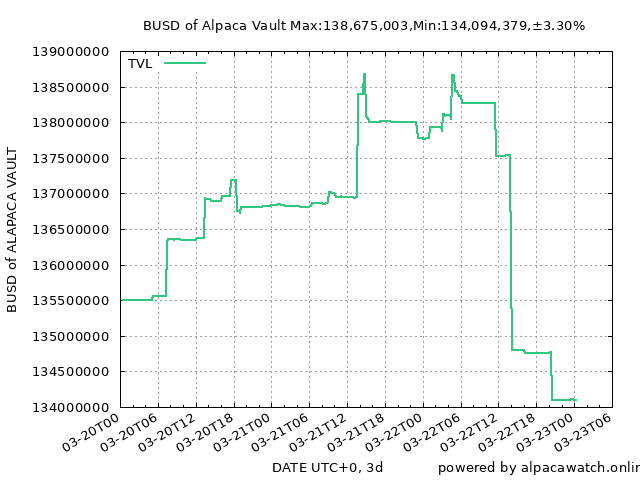 BUSD of Alpaca Vault Max:138,675,003,Min:134,094,379,±3.30%
TVL
BUSD of ALAPACA VAULT
139000000
138500000
138000000
137500000
137000000
136500000
136000000
135500000
135000000
134500000
134000000
03-20T00
03-20T06
03-20T12
03-20T18
03-21T00
03-21T06
03-21T12
03-21T18
03-22T00
03-22T06
03-22T12
03-22T18
03-23T00
03-23T06
DATE UTC+0, 3d
powered by alpacawatch.onlin